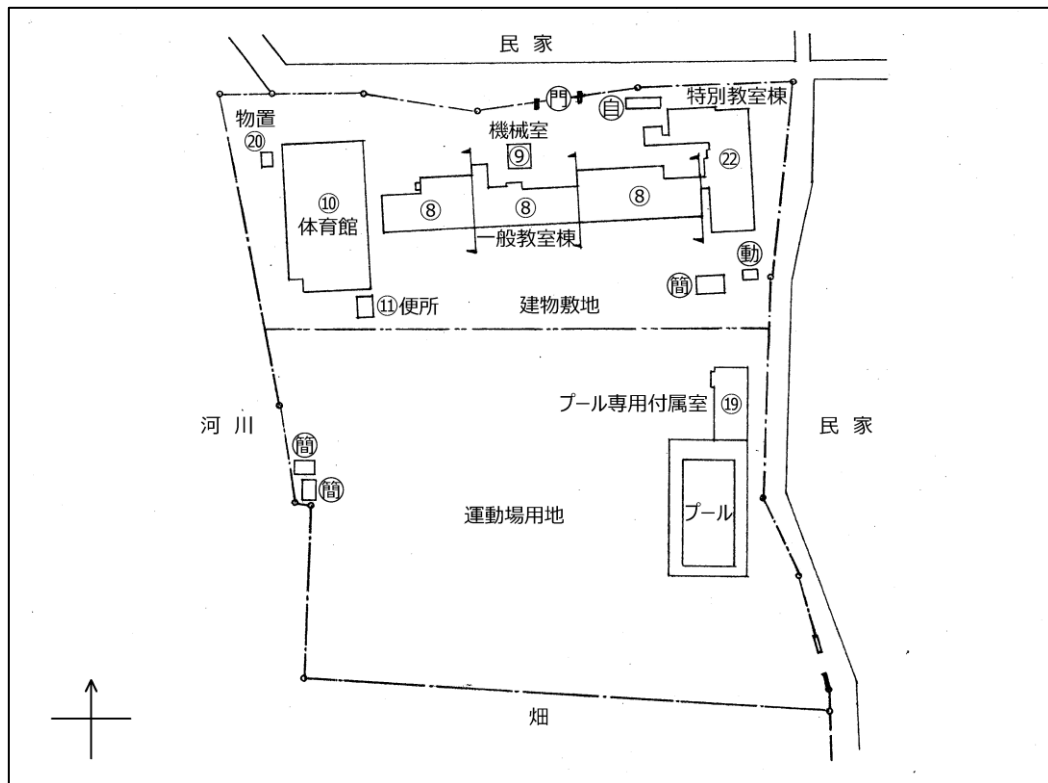 民 家
門
自
特別教室棟
物置
⑳
機械室
⑨
㉒
⑩
体育館
⑧
⑧
⑧
一般教室棟
動
簡
⑪便所
建物敷地
プール専用付属室
⑲
河 川
民 家
簡
簡
運動場用地
プール
畑